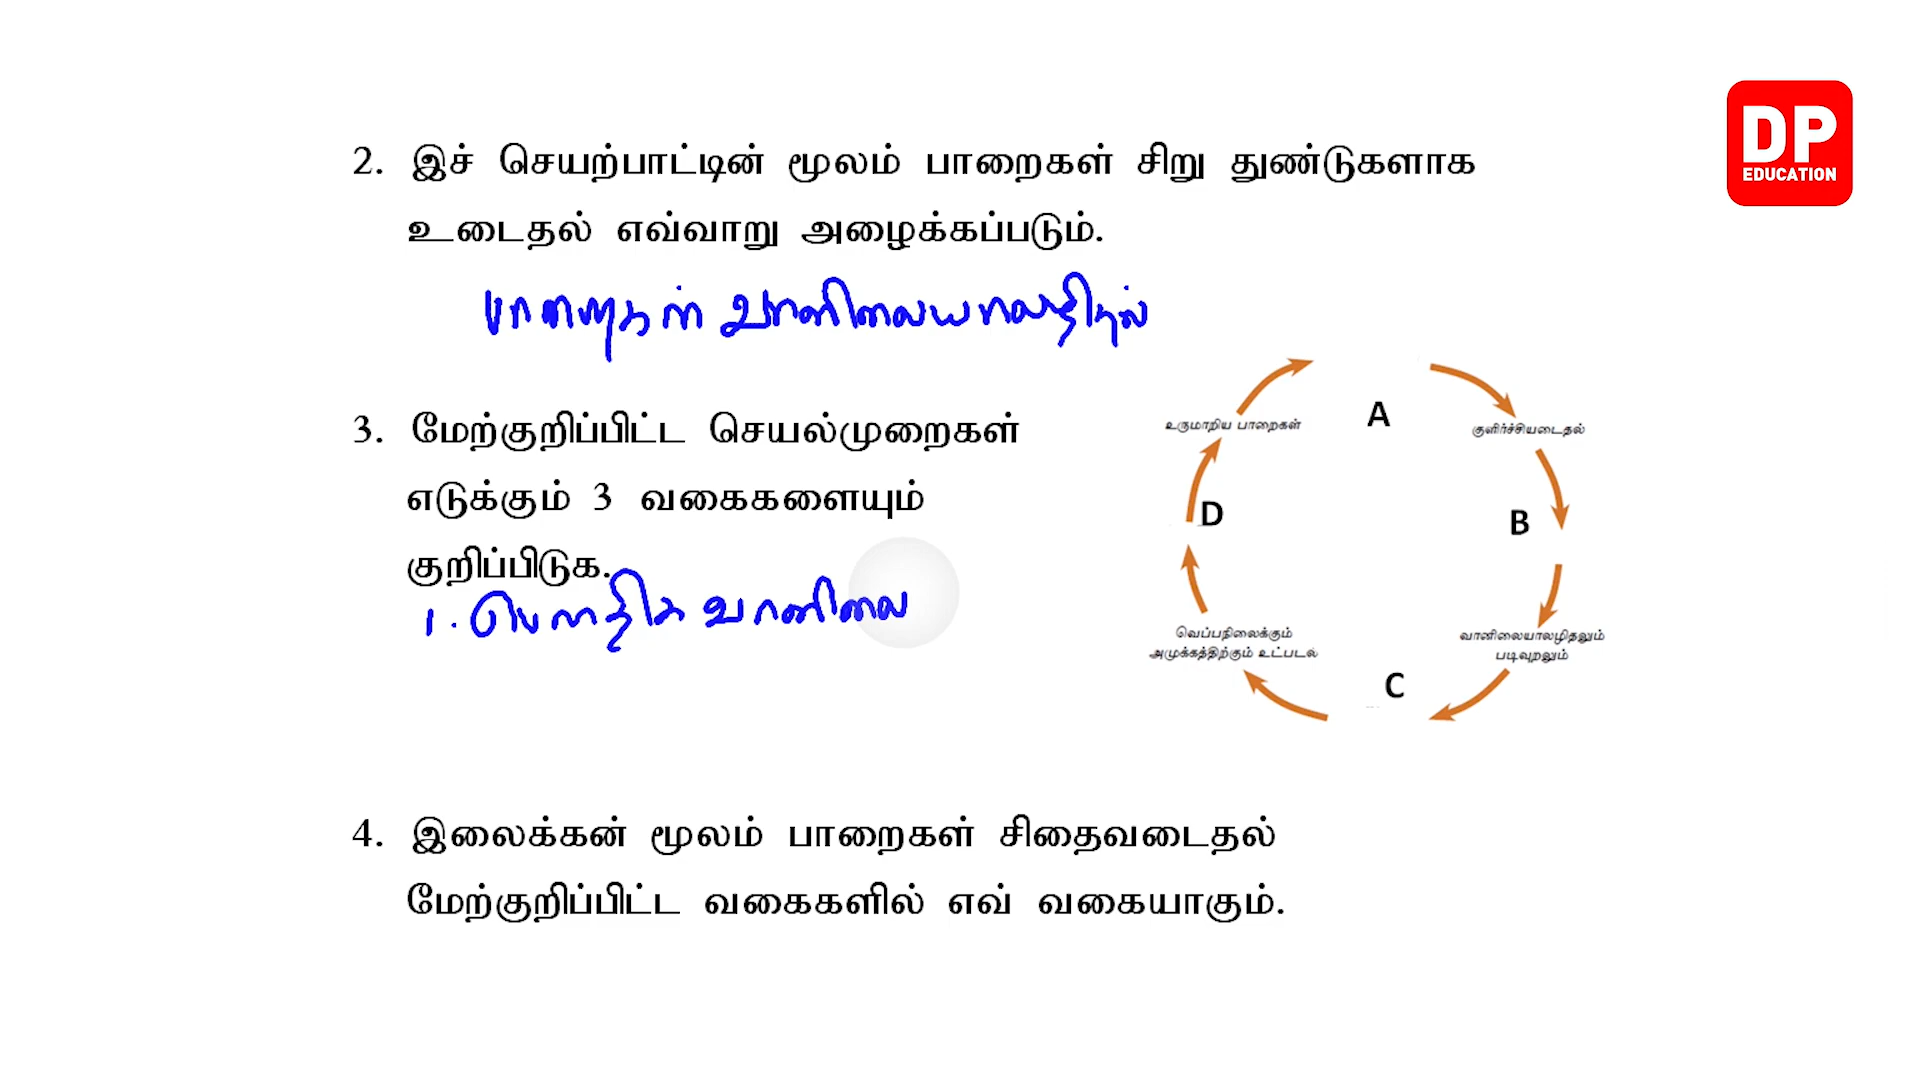 DP
EDUCATION
2. இச் செயற்பாட்டின் மூலம் பாறைகள் சிறு துண்டுகளாக
உடைதல் எவ்வாறு அழைக்கப்படும்.
பாறைகள் வானிலையாலழிதல்
3. மேற்குறிப்பிட்ட செயல்முறைகள்
எடுக்கும் 3 வகைகளையும்
குறிப்பிடுக.
1. பௌதிக வானிலை
A
உருமாறிய பாறைகள்
குளிர்ச்சியடைதல்
D
B
வெப்பநிலைக்கும்
அமுக்கத்திற்கும் உட்படல்
வானிலையாலழிதலும்
படிவுறலும்
C
4. இலைக்கன் மூலம் பாறைகள் சிதைவடைதல்
மேற்குறிப்பிட்ட வகைகளில் எவ் வகையாகும்.